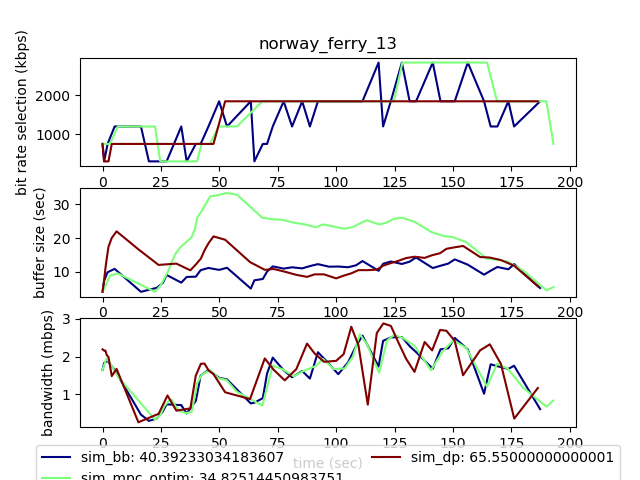 norway_ferry_13
bit rate selection (kbps)
2000
1000
0 25 50 75 100 125 150 175 200
buffer size (sec)
30
20
10
0 25 50 75 100 125 150 175 200
bandwidth (mbps)
3
2
1
0 25 50 75 100 125 150 175 200
time (sec)
sim_bb: 40.39233034183607
sim_dp: 65.55000000000001
sim_mpc_optim: 34.82514450983751